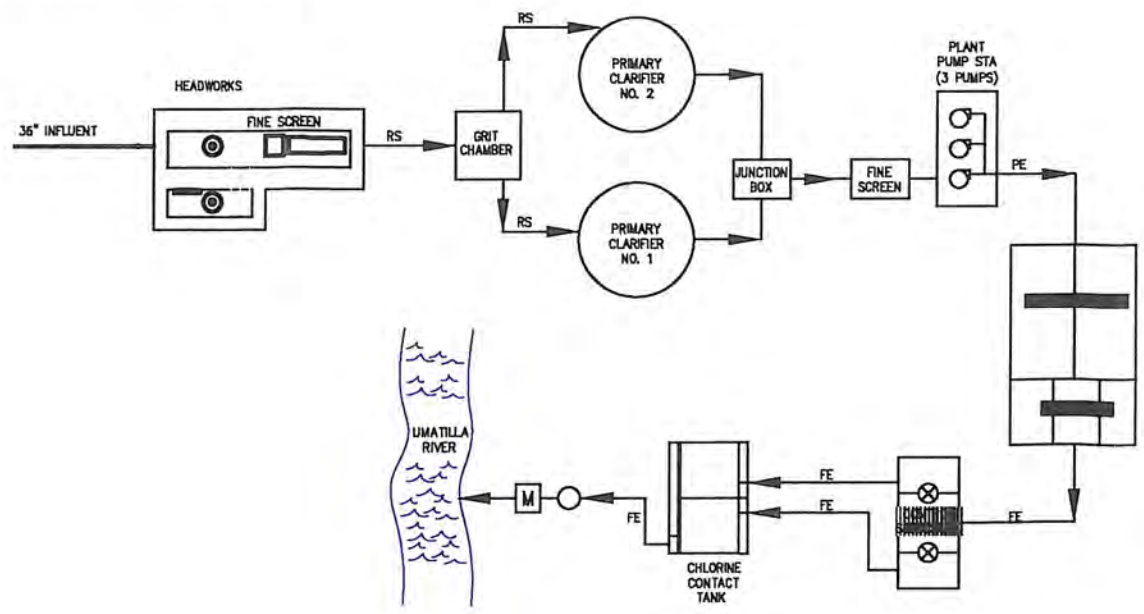 RS
PLANT
PUMP STA
(3 PUMPS)
HEADWORKS
PRIMARY
CLARIFIER
NO. 2
36" INFLUENT
FINE SCREEN
RS
GRIT
CHAMBER
JUNCTION
BOX
FINE
SCREEN
PE
RS
PRIMARY
CLARIFIER
NO. 1
UMATILLA
RIVER
FE
FE
M
FE
FE
CHLORINE
CONTACT
TANK